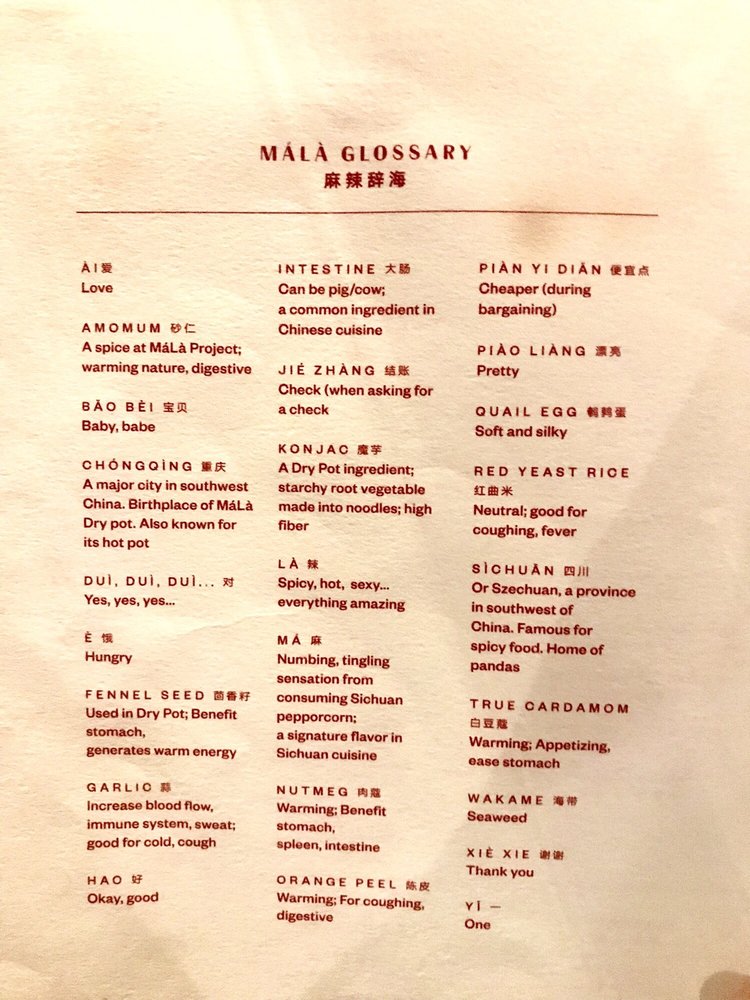 MÁLÀ GLOSSARY
麻辣辞海
ÀI 爱
Love
AMOMUM 砂仁
A spice at MáLà Project;
warming nature, digestive
BĀO BÈI 宝贝
Baby, babe
CHÓNGQÌNG 重庆
A major city in southwest
China. Birthplace of MáLà
Dry pot. Also known for
its hot pot
DUÌ, DUÌ, DUÌ... 对
Yes, yes, yes...
È 饿
Hungry
FENNEL SEED 茴香籽
Used in Dry Pot; Benefit
stomach,
generates warm energy
GARLIC 蒜
Increase blood flow,
immune system, sweat;
good for cold, cough
HAO 好
Okay, good
INTESTINE 大肠
Can be pig/cow;
a common ingredient in
Chinese cuisine
JIÉ ZHÀNG 结账
Check (when asking for
a check
KONJAC 魔芋
A Dry Pot ingredient;
starchy root vegetable
made into noodles; high
fiber
LÀ 辣
Spicy, hot, sexy...
everything amazing
MÁ 麻
Numbing, tingling
sensation from
consuming Sichuan
pepporcorn;
a signature flavor in
Sichuan cuisine
NUTMEG 肉蔻
Warming; Benefit
stomach,
spleen, intestine
ORANGE PEEL 陈皮
Warming; For coughing,
digestive
PIÀN YI DIĀN 便宜点
Cheaper (during
bargaining)
PIÀO LIÀNG 漂亮
Pretty
QUAIL EGG 鹌鹑蛋
Soft and silky
RED YEAST RICE
红曲米
Neutral; good for
coughing, fever
SÌCHUĀN 四川
Or Szechuan, a province
in southwest of
China. Famous for
spicy food. Home of
pandas
TRUE CARDAMOM
白豆蔻
Warming; Appetizing,
ease stomach
WAKAME 海带
Seaweed
XIÈ XIE 谢谢
Thank you
YĪ 一
One